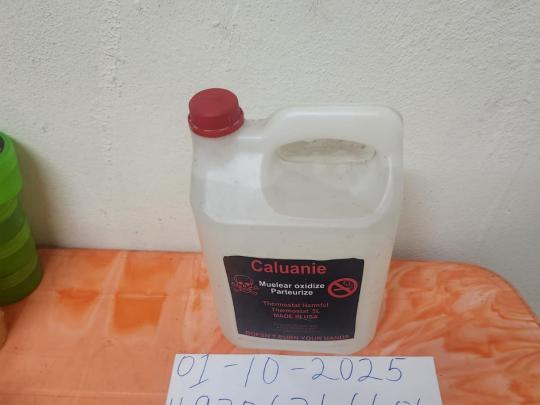 Caluanie
Muelear oxidize
Parteurize
Thermostat Harmful
Thermostat 5L
MADE IN USA
DOESN'T BURN YOUR HANDS
01-10-2025